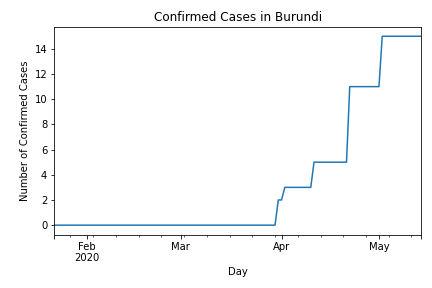 Confirmed Cases in Burundi
Number of Confirmed Cases
14
12
10
8
6
4
2
0
Feb
2020
Mar
Apr
May
Day